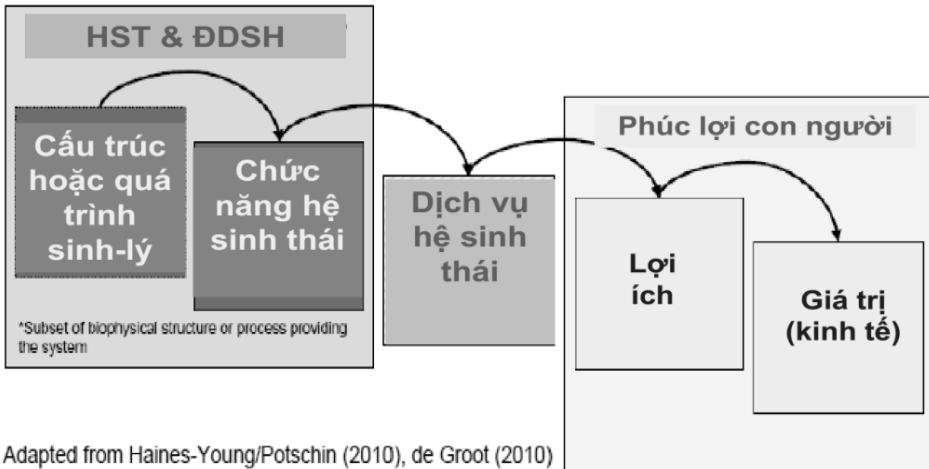 HST & ĐDSH
Cấu trúc
hoặc quá
trình
sinh-lý
Chức
năng hệ
sinh thái
*Subset of biophysical structure or process providing
the system
Dịch vụ
hệ sinh
thái
Phúc lợi con người
Lợi
ích
Giá trị
(kinh tế)
Adapted from Haines-Young/Potschin (2010), de Groot (2010)